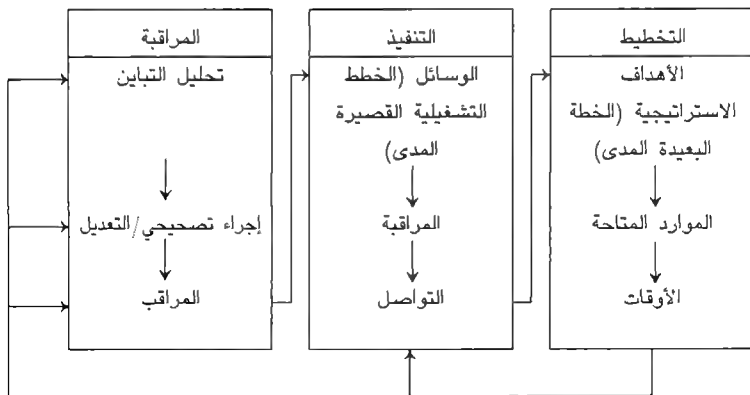 التخطيط
الأهداف
الاستراتيجية (الخطة
البعيدة المدى)
الموارد المتاحة
الأوقات
التنفيذ
الوسائل (الخطط
التشغيلية القصيرة
المدى)
المراقبة
التواصل
المراقبة
تحليل التباين
إجراء تصحيحي/التعديل
المراقب